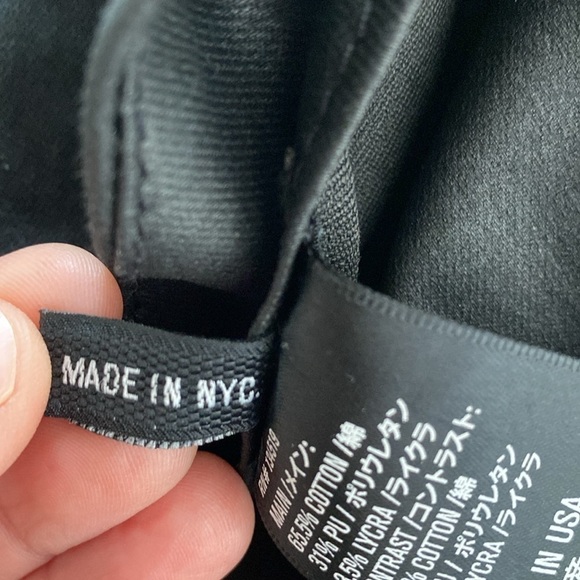 MADE IN NYC.
MAIN / メイン:
65.5% COTTON / 綿
31% PU / ポリウレタン
.5% LYCRA / ライクラ
NTRAST / コントラスト:
% COTTON / 綿
/ ポリウレタン
YCRA / ライクラ
IN USA